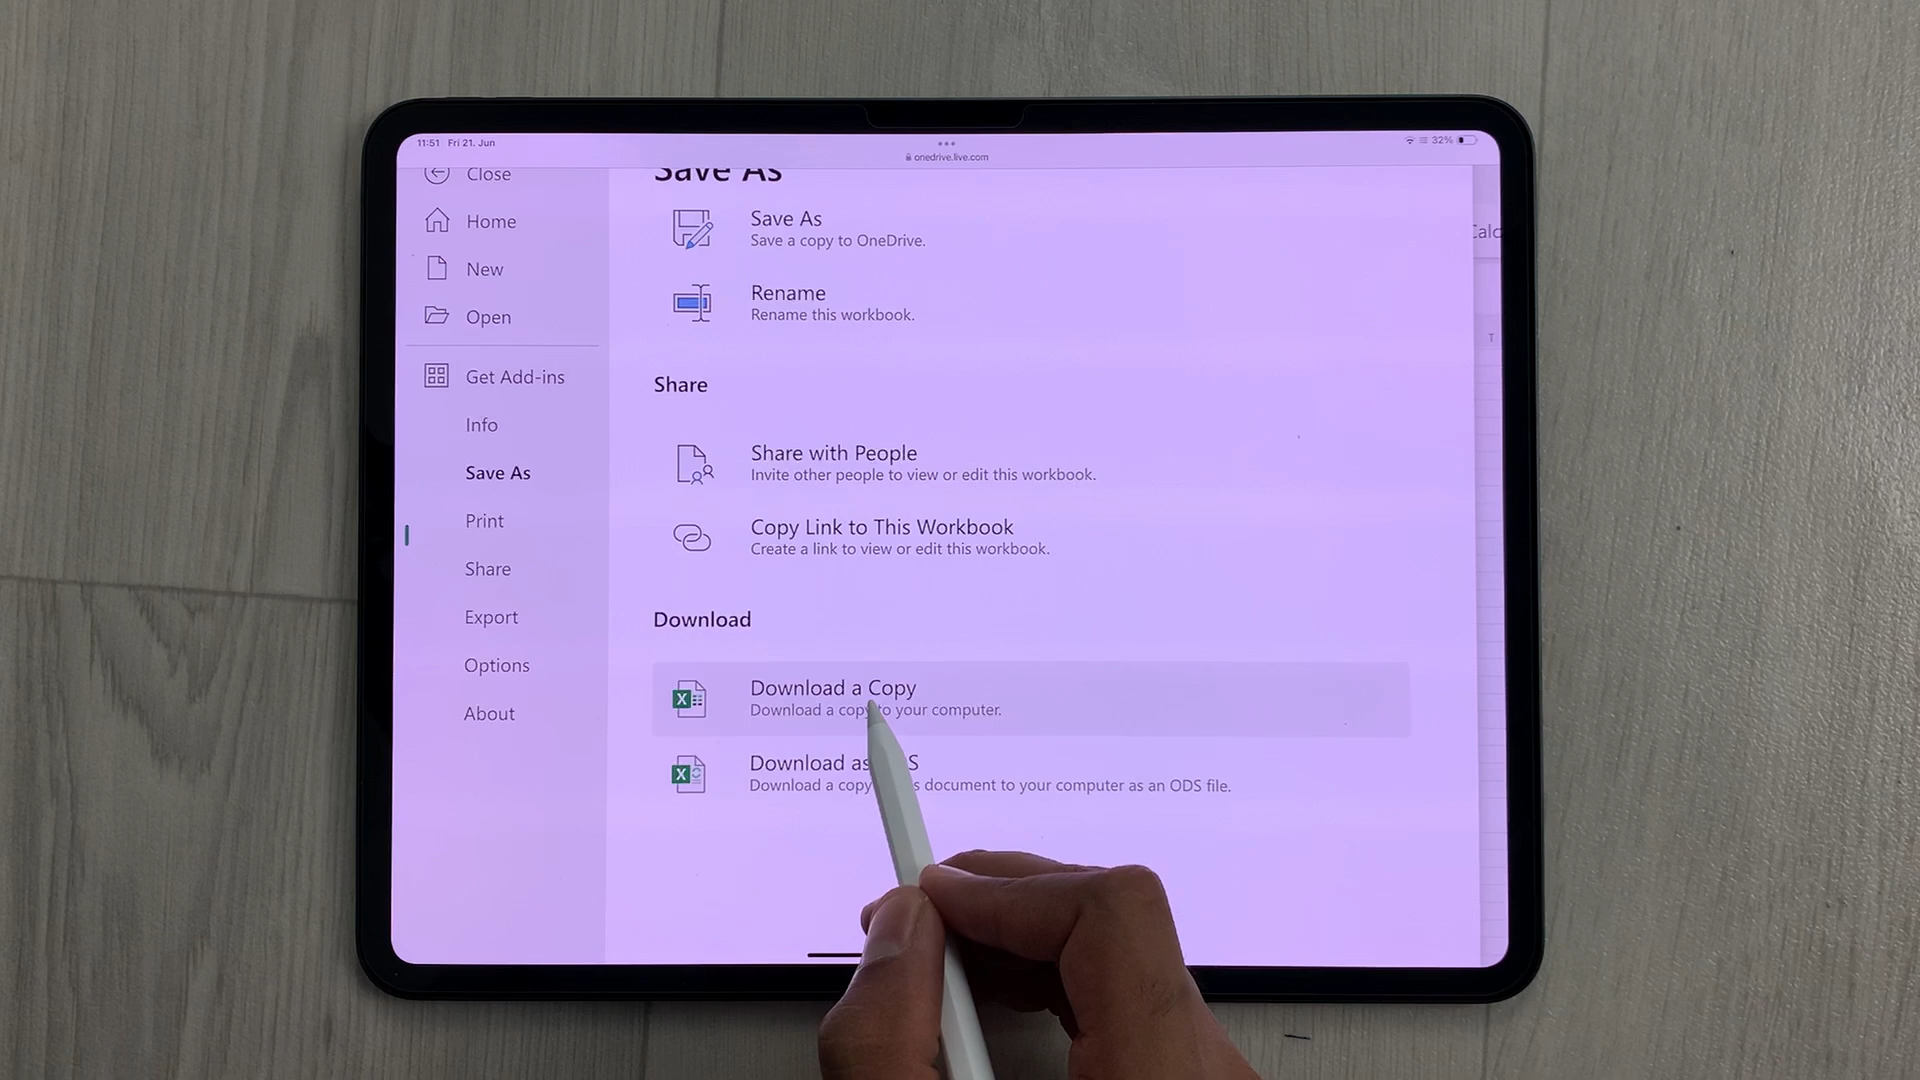 11:51 Fri 21. Jun
32%
onedrive.live.com
Close
Home
New
Open
Get Add-ins
Info
Save As
Print
Share
Export
Options
About
Save As
Save As
Save a copy to OneDrive.
Rename
Rename this workbook.
Share
Share with People
Invite other people to view or edit this workbook.
Copy Link to This Workbook
Create a link to view or edit this workbook.
Download
Download a Copy
Download a copy to your computer.
Download as
Download a copy document to your computer as an ODS file.
T